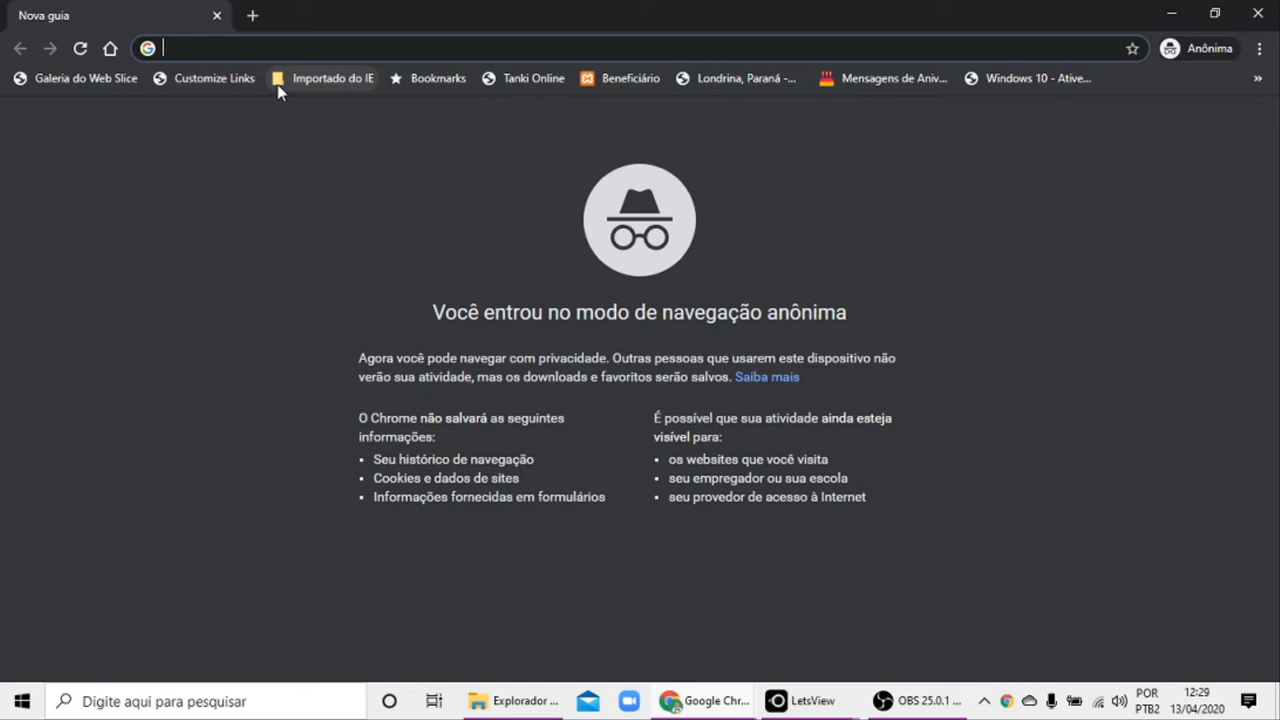 Nova guia
Anônima
Galeria do Web Slice
Customize Links
Importado do IE
Bookmarks
Tanki Online
Beneficiário
Londrina, Paraná -...
Mensagens de Aniv...
Windows 10 - Ative...
»
Você entrou no modo de navegação anônima
Agora você pode navegar com privacidade. Outras pessoas que usarem este dispositivo não
verão sua atividade, mas os downloads e favoritos serão salvos. Saiba mais
O Chrome não salvará as seguintes
informações:
• Seu histórico de navegação
• Cookies e dados de sites
• Informações fornecidas em formulários
É possível que sua atividade ainda esteja
visível para:
• os websites que você visita
• seu empregador ou sua escola
• seu provedor de acesso à Internet
Digite aqui para pesquisar
Explorador ...
Google Chr...
LetsView
OBS 25.0.1 ...
POR
PTB2
12:29
13/04/2020